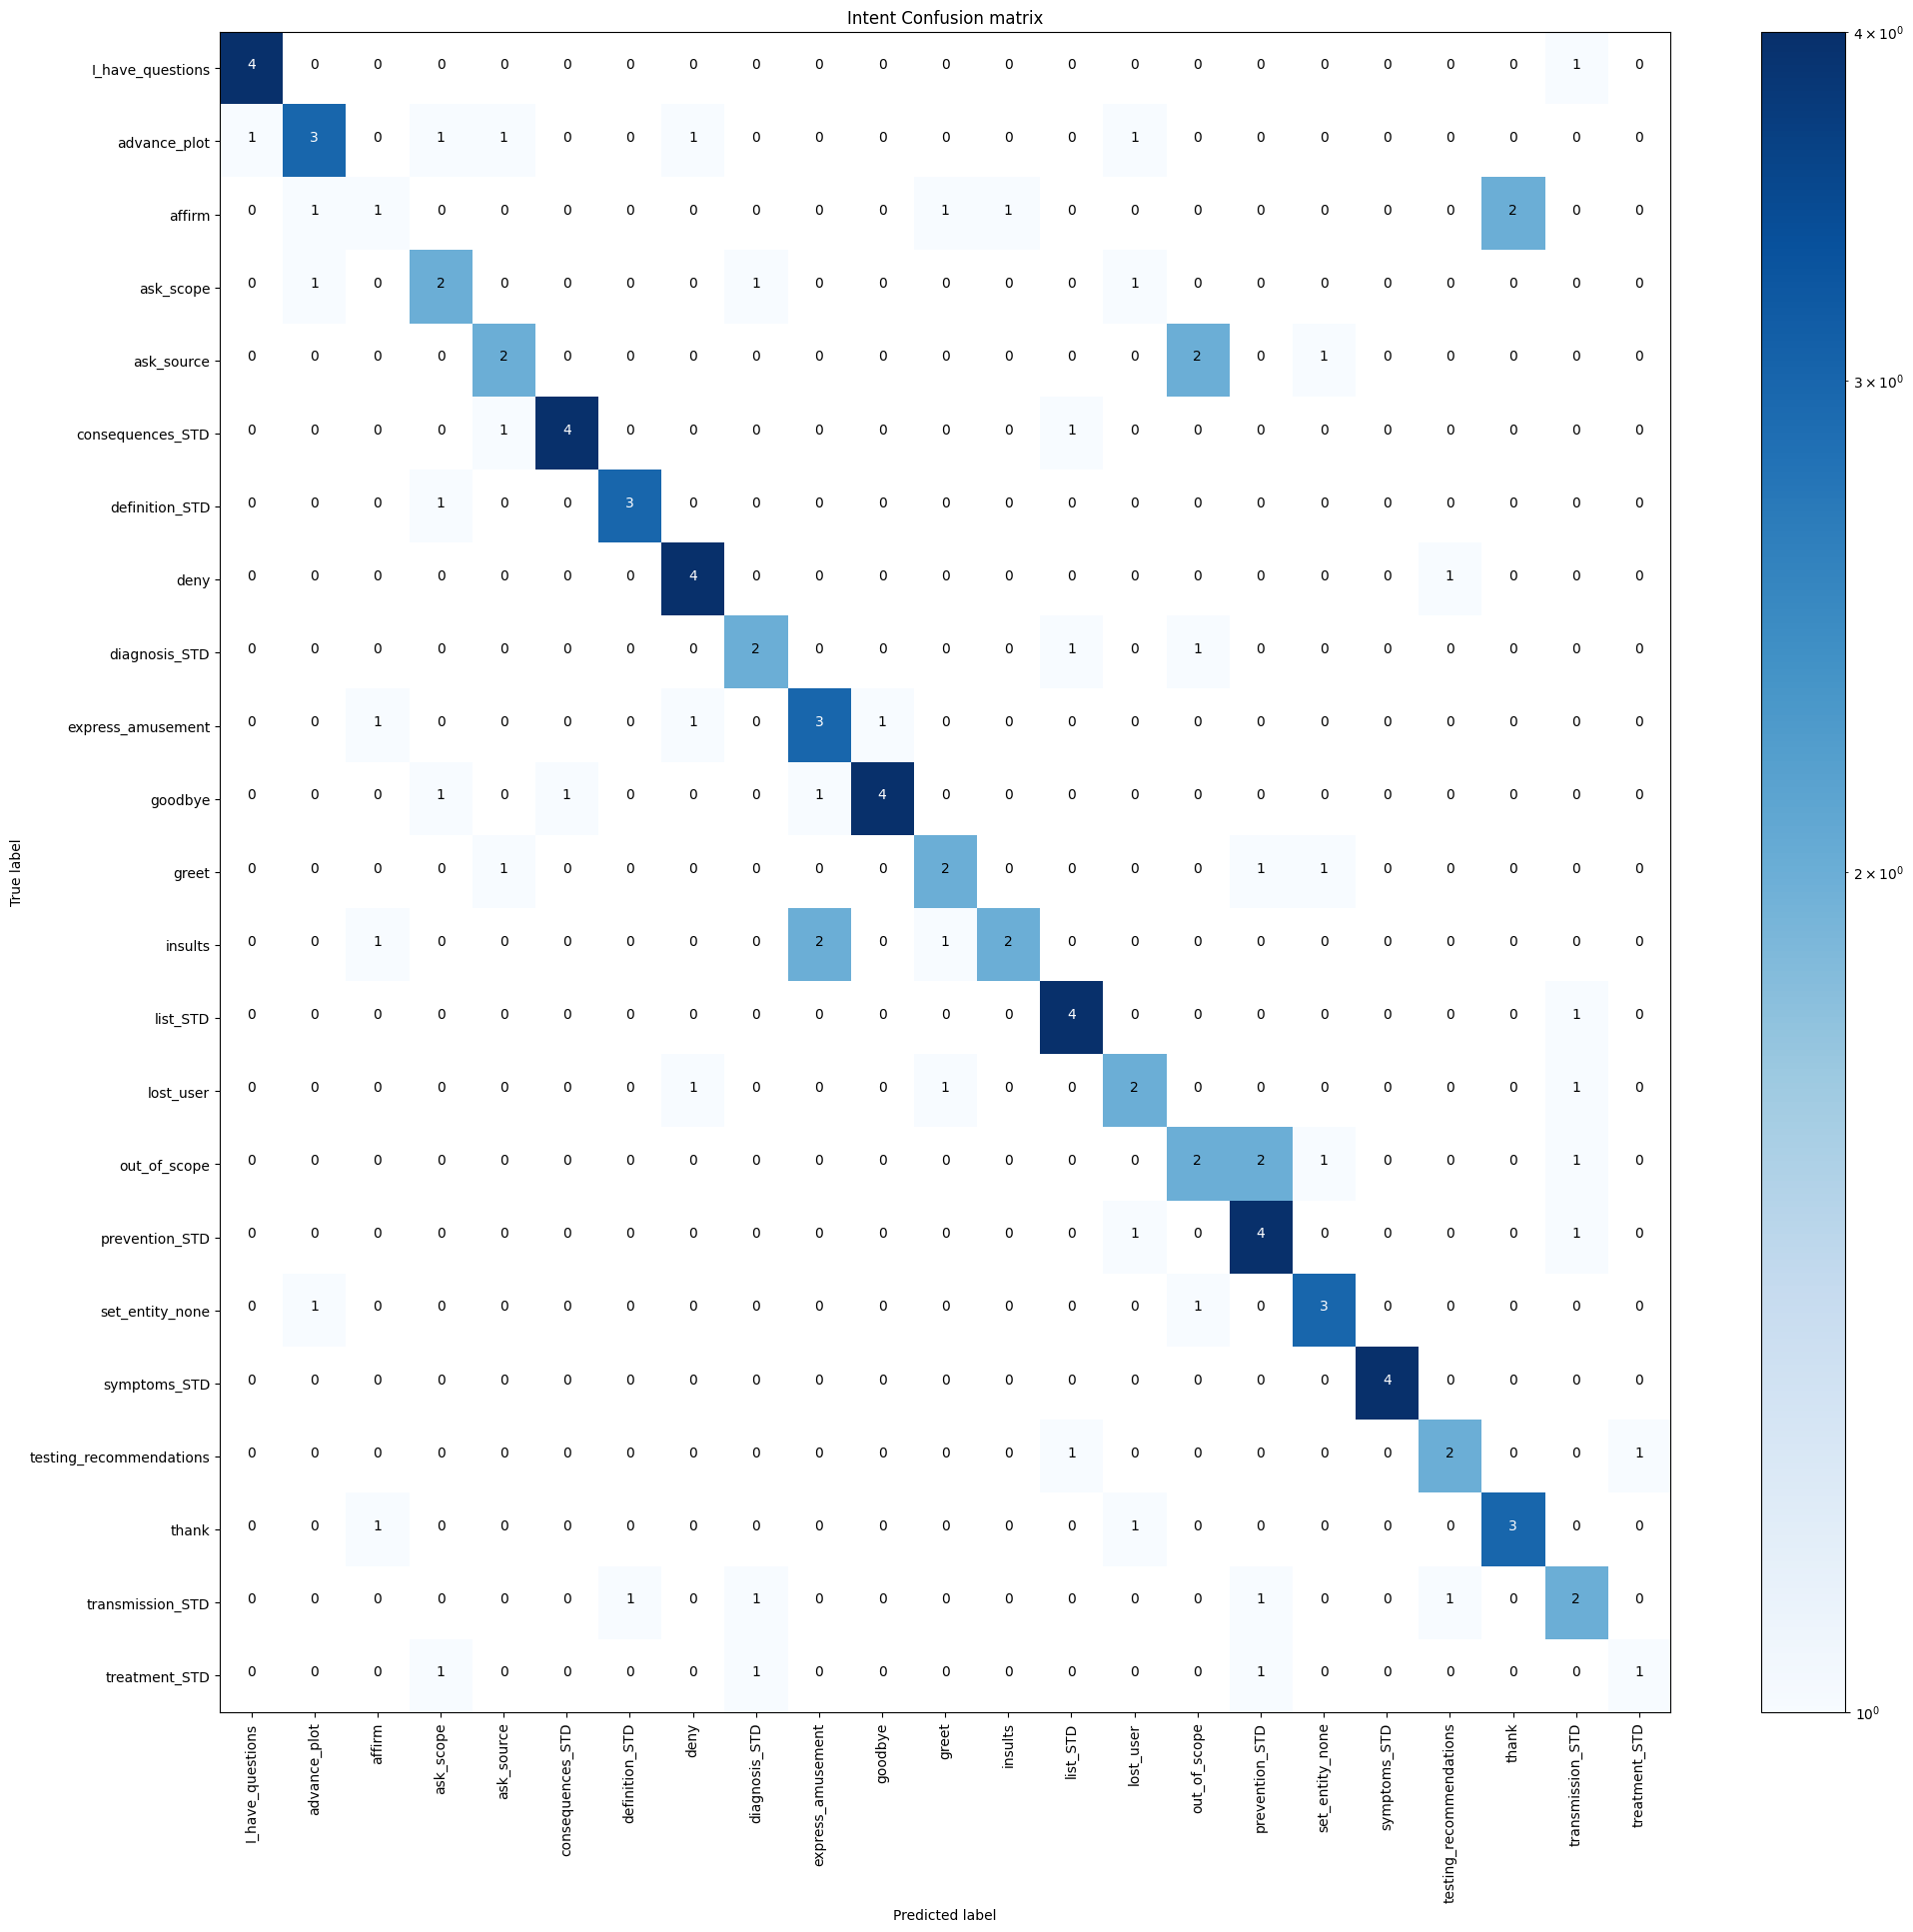 Intent Confusion matrix
I_have_questions 4 0 0 0 0 0 0 0 0 0 0 0 0 0 0 0 0 0 0 0 0 1 0
advance_plot 1 3 0 1 1 0 0 1 0 0 0 0 0 0 1 0 0 0 0 0 0 0 0
affirm 0 1 1 0 0 0 0 0 0 0 0 1 1 0 0 0 0 0 0 0 2 0 0
ask_scope 0 1 0 2 0 0 0 0 1 0 0 0 0 0 1 0 0 0 0 0 0 0 0
ask_source 0 0 0 0 2 0 0 0 0 0 0 0 0 0 0 2 0 1 0 0 0 0 0
consequences_STD 0 0 0 0 1 4 0 0 0 0 0 0 0 1 0 0 0 0 0 0 0 0 0
definition_STD 0 0 0 1 0 0 3 0 0 0 0 0 0 0 0 0 0 0 0 0 0 0 0
deny 0 0 0 0 0 0 0 4 0 0 0 0 0 0 0 0 0 0 0 1 0 0 0
diagnosis_STD 0 0 0 0 0 0 0 0 2 0 0 0 0 1 0 1 0 0 0 0 0 0 0
express_amusement 0 0 1 0 0 0 0 1 0 3 1 0 0 0 0 0 0 0 0 0 0 0 0
goodbye 0 0 0 1 0 1 0 0 0 1 4 0 0 0 0 0 0 0 0 0 0 0 0
greet 0 0 0 0 1 0 0 0 0 0 0 2 0 0 0 0 1 1 0 0 0 0 0
insults 0 0 1 0 0 0 0 0 0 2 0 1 2 0 0 0 0 0 0 0 0 0 0
list_STD 0 0 0 0 0 0 0 0 0 0 0 0 0 4 0 0 0 0 0 0 0 1 0
lost_user 0 0 0 0 0 0 0 1 0 0 0 1 0 0 2 0 0 0 0 0 0 1 0
out_of_scope 0 0 0 0 0 0 0 0 0 0 0 0 0 0 0 2 2 1 0 0 0 1 0
prevention_STD 0 0 0 0 0 0 0 0 0 0 0 0 0 0 1 0 4 0 0 0 0 1 0
set_entity_none 0 1 0 0 0 0 0 0 0 0 0 0 0 0 0 1 0 3 0 0 0 0 0
symptoms_STD 0 0 0 0 0 0 0 0 0 0 0 0 0 0 0 0 0 0 4 0 0 0 0
testing_recommendations 0 0 0 0 0 0 0 0 0 0 0 0 0 1 0 0 0 0 0 2 0 0 1
thank 0 0 1 0 0 0 0 0 0 0 0 0 0 0 1 0 0 0 0 0 3 0 0
transmission_STD 0 0 0 0 0 0 1 0 1 0 0 0 0 0 0 0 1 0 0 1 0 2 0
treatment_STD 0 0 0 1 0 0 0 0 1 0 0 0 0 0 0 0 1 0 0 0 0 0 1
True label
I_have_questions
advance_plot
affirm
ask_scope
ask_source
consequences_STD
definition_STD
deny
diagnosis_STD
express_amusement
goodbye
greet
insults
list_STD
lost_user
out_of_scope
prevention_STD
set_entity_none
symptoms_STD
testing_recommendations
thank
transmission_STD
treatment_STD
Predicted label
4 × 10⁰
3 × 10⁰
2 × 10⁰
10⁰